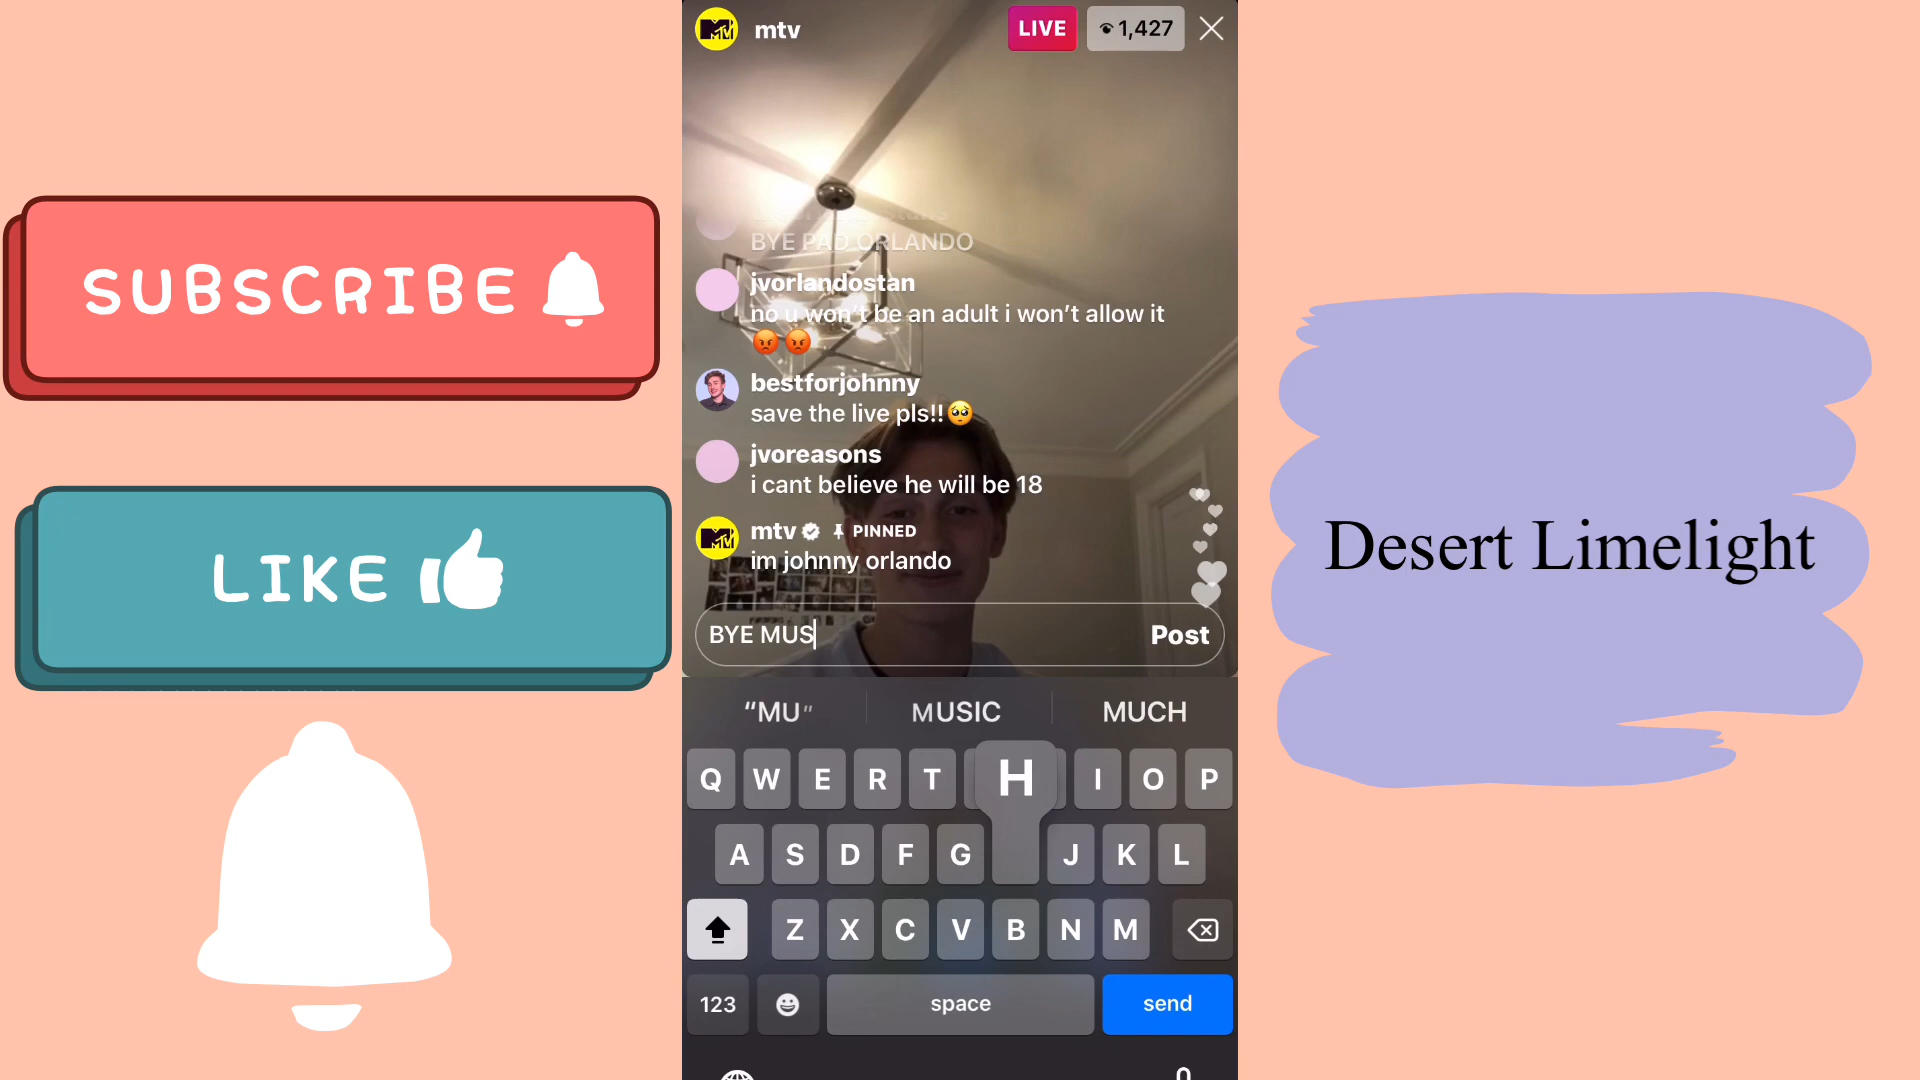 mtv
LIVE
1,427
SUBSCRIBE
BYE PAD ORLANDO
jvorlandostan
no u won't be an adult i won't allow it
😡 😡
bestforjohnny
save the live pls!!🥺
jvoreasons
i cant believe he will be 18
mtv PINNED
im johnny orlando
LIKE
BYE MUS
Post
Desert Limelight
“MU” MUSIC MUCH
Q W E R T H I O P
A S D F G J K L
Z X C V B N M
123 space send